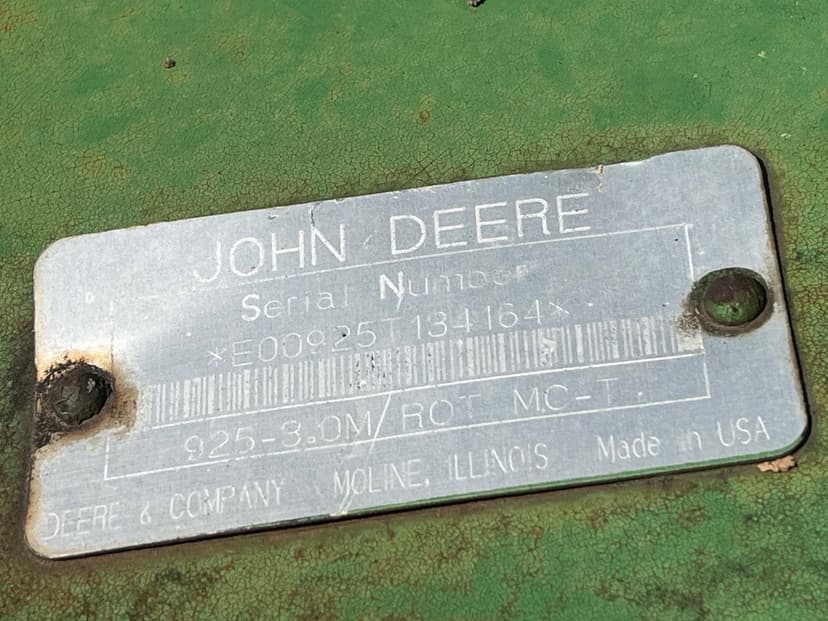 JOHN DEERE
Serial Number
*E00925T134164*
925-3.0M/ROT MC-T
DEERE & COMPANY MOLINE, ILLINOIS Made in USA